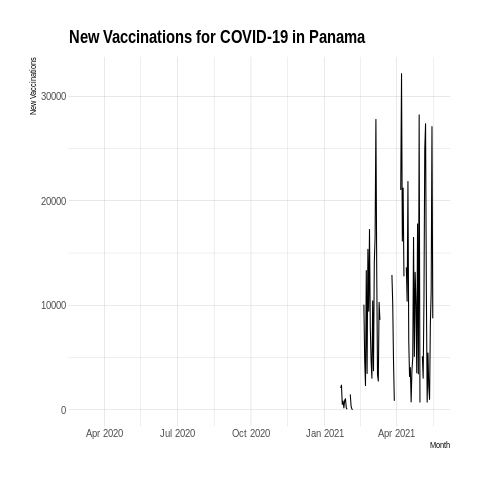 New Vaccinations for COVID-19 in Panama
New Vaccinations
30000
20000
10000
0
Apr 2020 Jul 2020 Oct 2020 Jan 2021 Apr 2021
Month